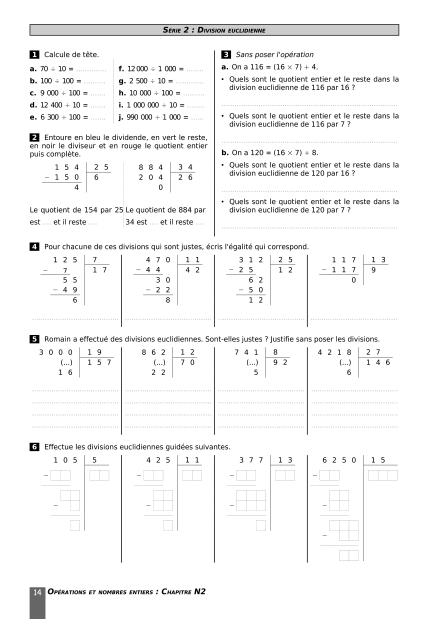 SÉRIE 2 : DIVISION EUCLIDIENNE
1 Calcule de tête.
a. 70 ÷ 10 = ............
b. 100 ÷ 100 = ..........
c. 9 000 ÷ 100 = ........
d. 12 400 ÷ 10 = ........
e. 6 300 ÷ 100 = ........
f. 12 000 ÷ 1 000 = ........
g. 2 500 ÷ 10 = ............
h. 10 000 ÷ 100 = ..........
i. 1 000 000 ÷ 10 = ........
j. 990 000 ÷ 1 000 = .......
2 Entoure en bleu le dividende, en vert le reste,
en noir le diviseur et en rouge le quotient entier
puis complète.
1 5 4 2 5
− 1 5 0 6
4
8 8 4 3 4
2 0 4 2 6
0
Le quotient de 154 par 25
est ..... et il reste .....
Le quotient de 884 par
34 est ..... et il reste .....
3 Sans poser l'opération
a. On a 116 = (16 × 7) + 4.
• Quels sont le quotient entier et le reste dans la
division euclidienne de 116 par 16 ?
• Quels sont le quotient entier et le reste dans la
division euclidienne de 116 par 7 ?
b. On a 120 = (16 × 7) + 8.
• Quels sont le quotient entier et le reste dans la
division euclidienne de 120 par 16 ?
• Quels sont le quotient entier et le reste dans la
division euclidienne de 120 par 7 ?
4 Pour chacune de ces divisions qui sont justes, écris l'égalité qui correspond.
1 2 5 7
− 7 1 7
5 5
− 4 9
6
4 7 0 1 1
− 4 4 4 2
3 0
− 2 2
8
3 1 2 2 5
− 2 5 1 2
6 2
− 5 0
1 2
1 1 7 1 3
− 1 1 7 9
0
5 Romain a effectué des divisions euclidiennes. Sont-elles justes ? Justifie sans poser les divisions.
3 0 0 0 1 9
(...) 1 5 7
1 6
8 6 2 1 2
(...) 7 0
2 2
7 4 1 8
(...) 9 2
5
4 2 1 8 2 7
(...) 1 4 6
6
6 Effectue les divisions euclidiennes guidées suivantes.
1 0 5 5
−
−
4 2 5 1 1
−
−
3 7 7 1 3
−
−
6 2 5 0 1 5
−
−
−
14 OPÉRATIONS ET NOMBRES ENTIERS : CHAPITRE N2